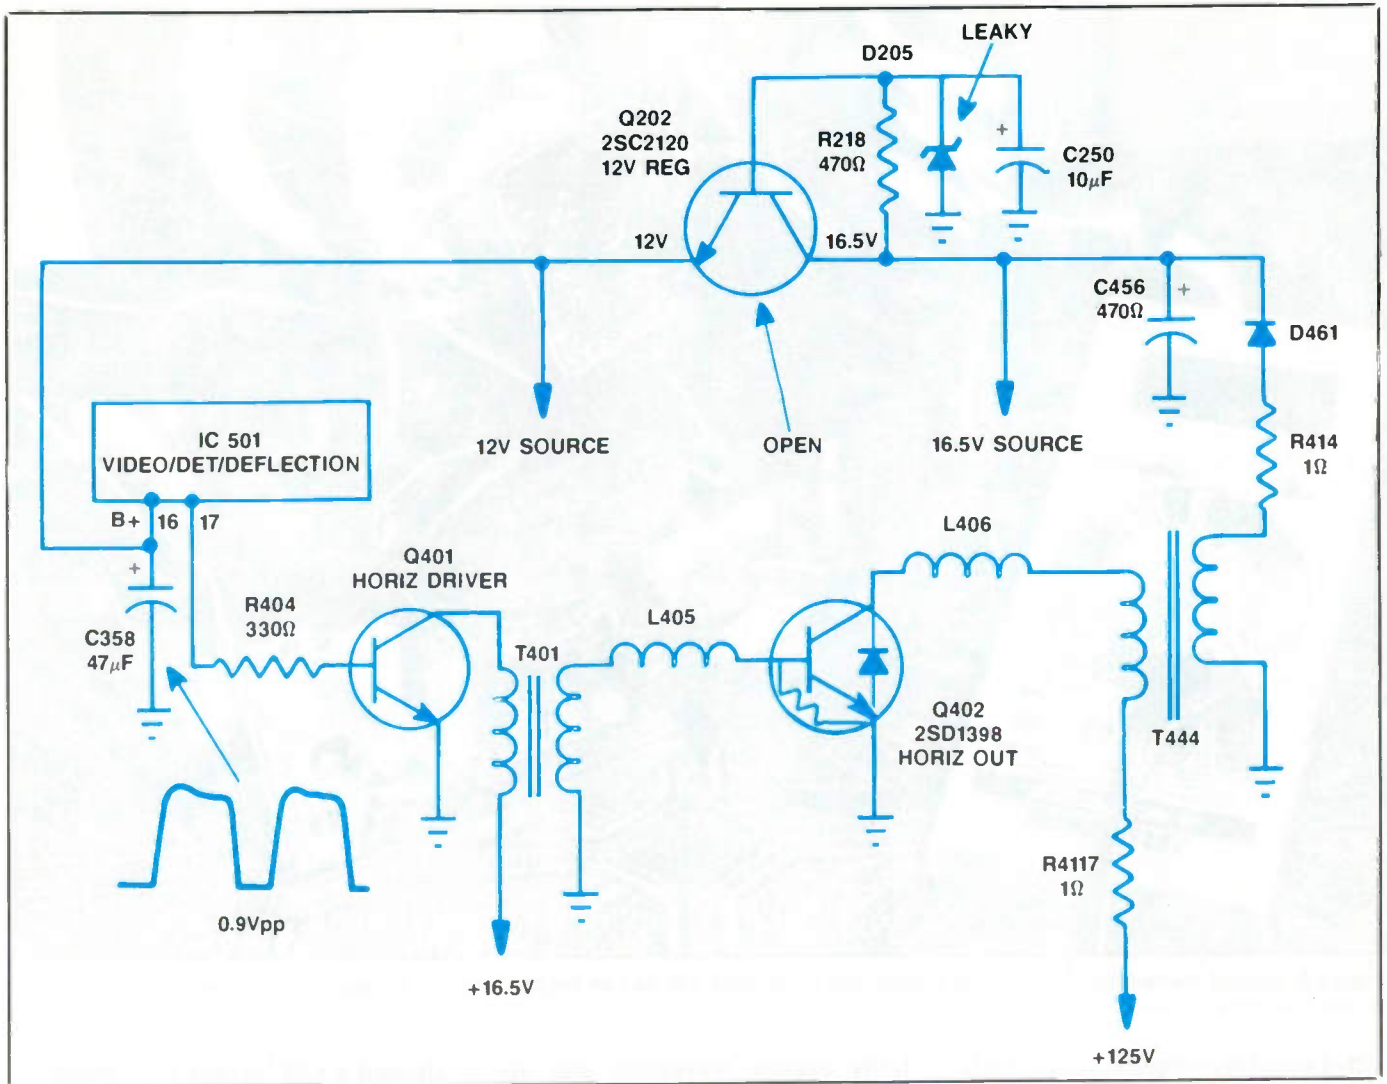 LEAKY
D205
Q202
2SC2120
12V REG
R218
470Ω
+
C250
10μF
12V
16.5V
C456
470Ω
+
D461
12V SOURCE
OPEN
16.5V SOURCE
R414
1Ω
IC 501
VIDEO/DET/DEFLECTION
B+ 16 17
+
C358
47μF
R404
330Ω
Q401
HORIZ DRIVER
T401
L405
L406
Q402
2SD1398
HORIZ OUT
T444
R4117
1Ω
0.9Vpp
+16.5V
+125V